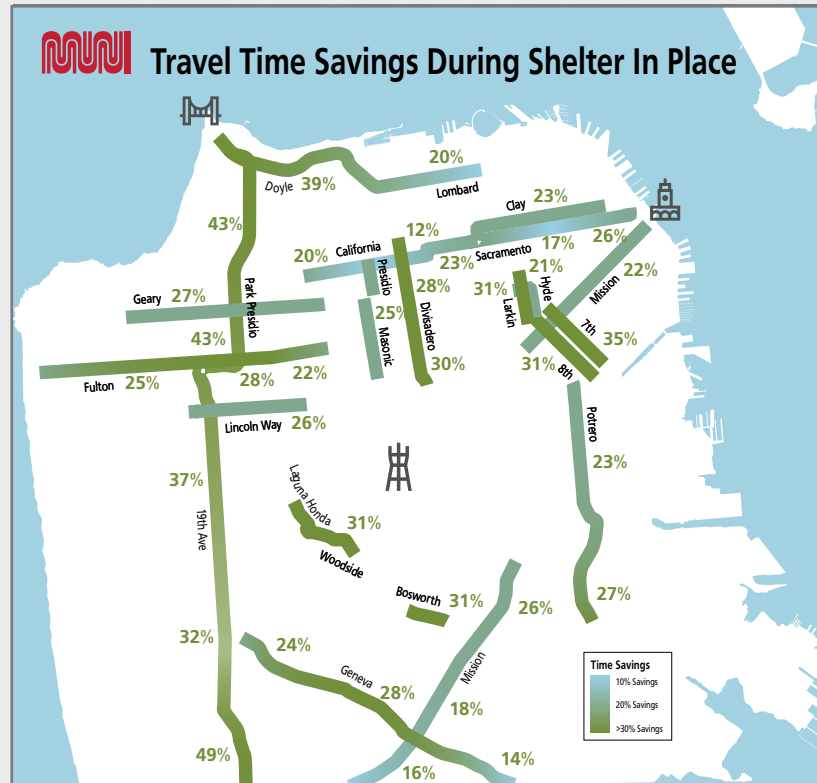 MUNI
Travel Time Savings During Shelter In Place
20%
Doyle
39%
Lombard
43%
Clay
23%
12%
California
20%
23%
Sacramento
17%
26%
Presidio
28%
21%
Hyde
Mission
22%
31%
Larkin
Geary
27%
Park Presidio
25%
Masonic
Divisadero
7th
35%
43%
30%
31%
8th
Fulton
25%
28%
22%
Lincoln Way
26%
Potrero
23%
37%
19th Ave
Laguna Honda
31%
Woodside
Bosworth
31%
26%
27%
32%
24%
Geneva
28%
Mission
18%
49%
16%
14%
Time Savings
10% Savings
20% Savings
>30% Savings